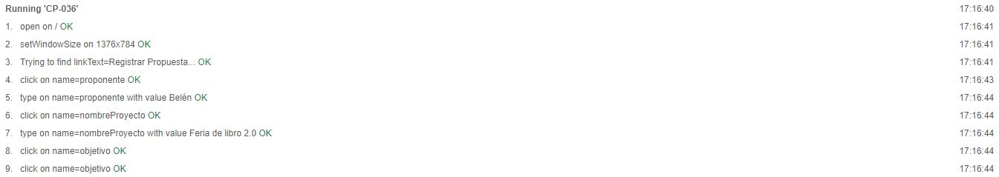 Running 'CP-036' 17:16:40
1. open on / OK 17:16:41
2. setWindowSize on 1376x784 OK 17:16:41
3. Trying to find linkText=Registrar Propuesta... OK 17:16:41
4. click on name=proponente OK 17:16:43
5. type on name=proponente with value Belén OK 17:16:44
6. click on name=nombreProyecto OK 17:16:44
7. type on name=nombreProyecto with value Feria de libro 2.0 OK 17:16:44
8. click on name=objetivo OK 17:16:44
9. click on name=objetivo OK 17:16:44